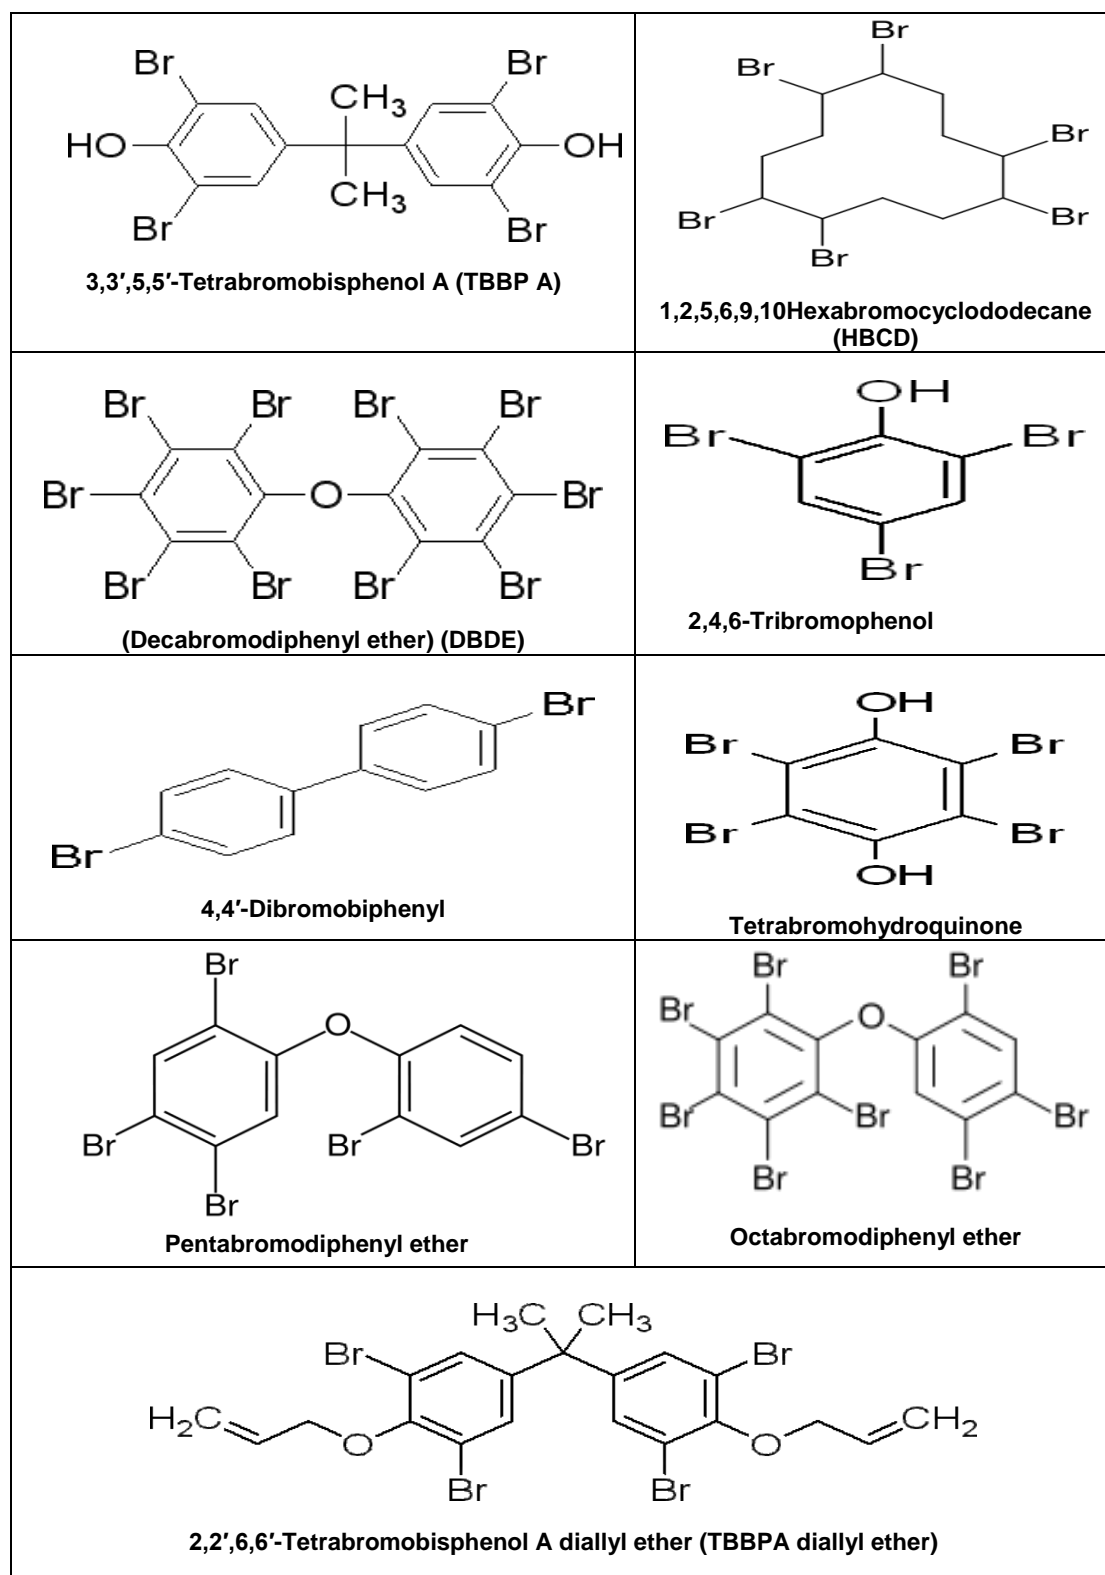 Br
Br
CH3
HO
OH
CH3
Br
Br
3,3′,5,5′-Tetrabromobisphenol A (TBBP A)
Br
Br
Br
Br
Br
Br
1,2,5,6,9,10Hexabromocyclododecane
(HBCD)
Br
Br
Br
Br
Br
O
Br
Br
Br
Br
Br
(Decabromodiphenyl ether) (DBDE)
OH
Br
Br
Br
2,4,6-Tribromophenol
Br
Br
4,4′-Dibromobiphenyl
OH
Br
Br
Br
Br
OH
Tetrabromohydroquinone
Br
O
Br
Br
Br
Br
Pentabromodiphenyl ether
Br
Br
Br
O
Br
Br
Br
Br
Br
Octabromodiphenyl ether
H3C
CH3
Br
Br
H2C
CH2
O
O
Br
Br
2,2′,6,6′-Tetrabromobisphenol A diallyl ether (TBBPA diallyl ether)